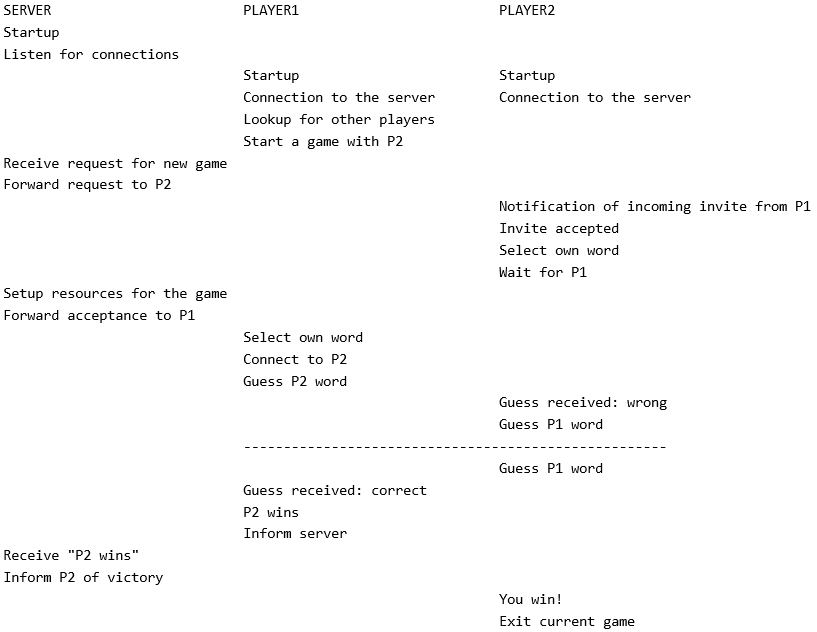 SERVER PLAYER1 PLAYER2
Startup
Listen for connections
Startup Startup
Connection to the server Connection to the server
Lookup for other players
Start a game with P2
Receive request for new game
Forward request to P2
Notification of incoming invite from P1
Invite accepted
Select own word
Wait for P1
Setup resources for the game
Forward acceptance to P1
Select own word
Connect to P2
Guess P2 word
Guess received: wrong
Guess P1 word
-----------------------------------------------------
Guess P1 word
Guess received: correct
P2 wins
Inform server
Receive "P2 wins"
Inform P2 of victory
You win!
Exit current game